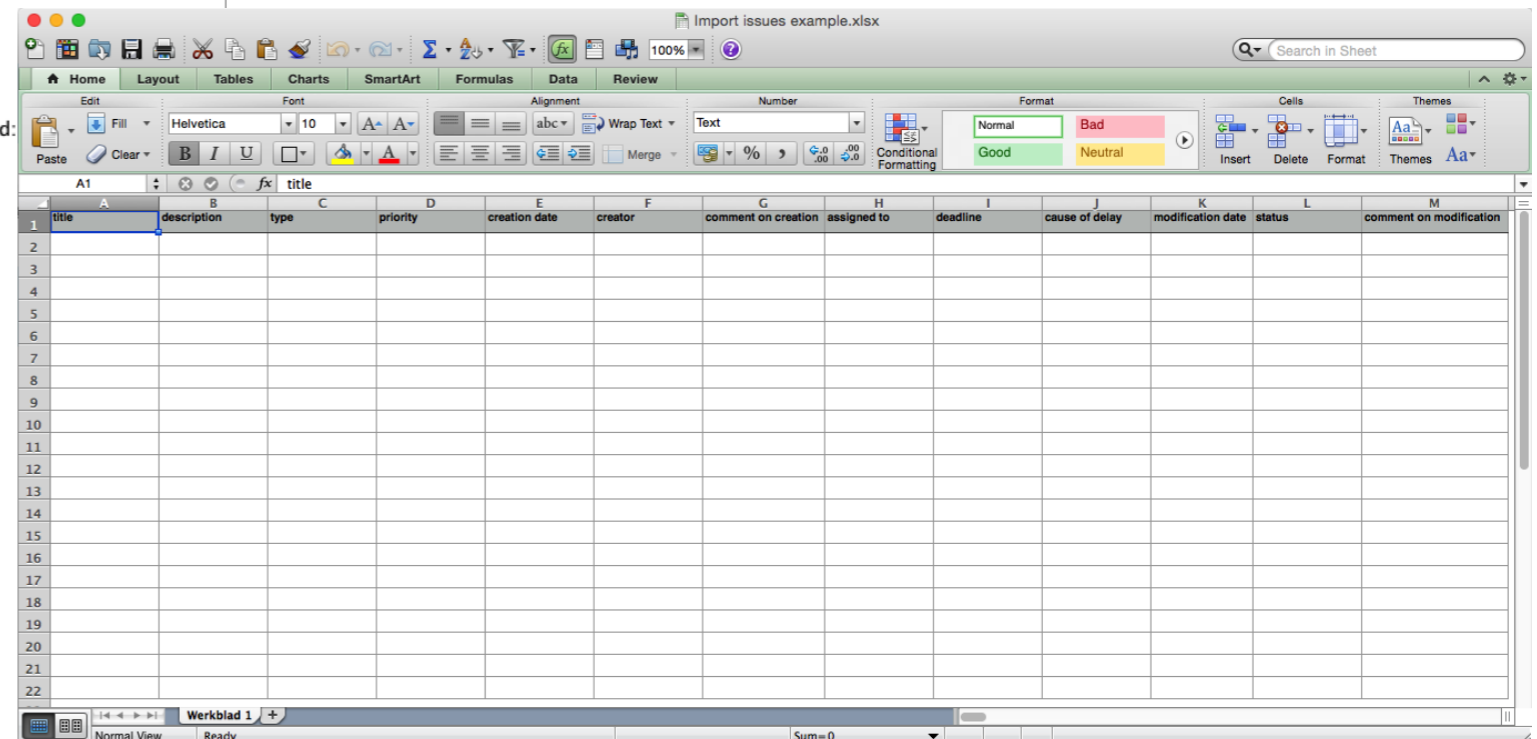 Import issues example.xlsx
100%
Search in Sheet
Home Layout Tables Charts SmartArt Formulas Data Review
Edit Font Alignment Number Format Cells Themes
d:
Fill Helvetica 10 A A abc Wrap Text Text Normal Bad
Paste Clear B I U A Merge % Conditional Formatting Good Neutral Insert Delete Format Themes Aa
A1 fx title
A B C D E F G H I J K L M
1 title description type priority creation date creator comment on creation assigned to deadline cause of delay modification date status comment on modification
2
3
4
5
6
7
8
9
10
11
12
13
14
15
16
17
18
19
20
21
22
Werkblad 1
Normal View Ready Sum=0